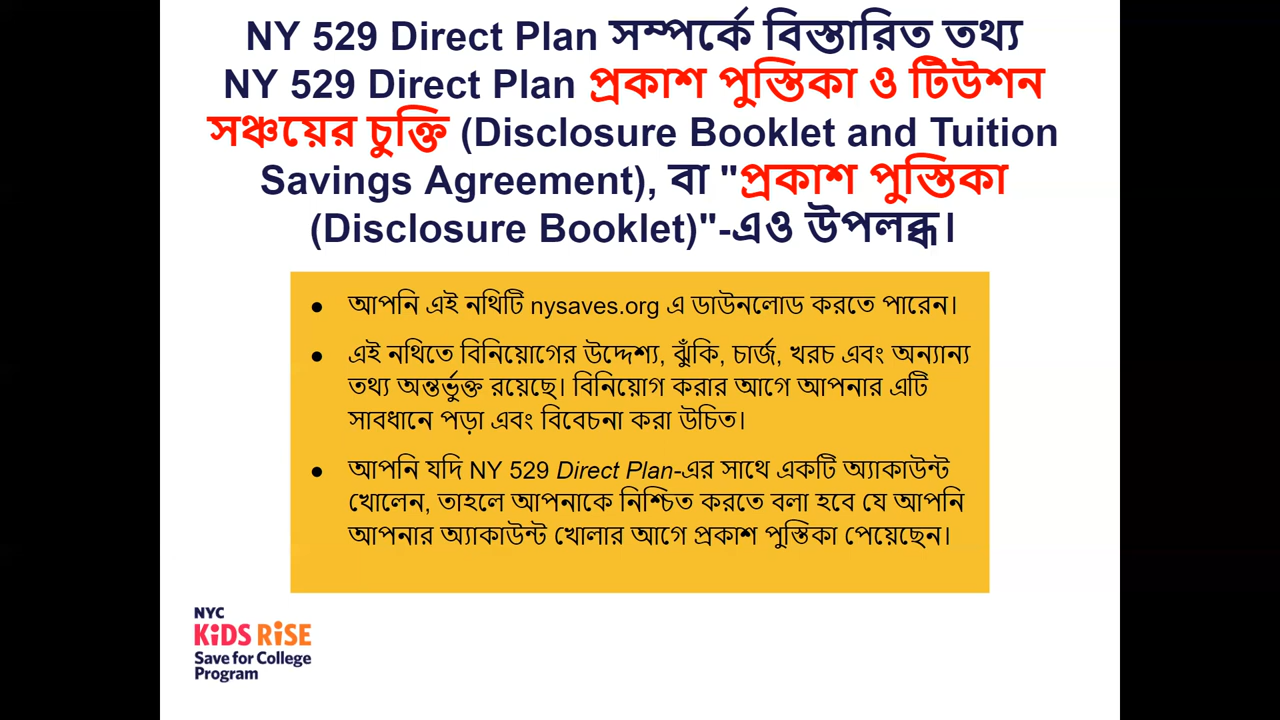 NY 529 Direct Plan সম্পর্কে বিস্তারিত তথ্য
NY 529 Direct Plan প্রকাশ পুস্তিকা ও টিউশন
সঞ্চয়ের চুক্তি (Disclosure Booklet and Tuition
Savings Agreement), বা "প্রকাশ পুস্তিকা
(Disclosure Booklet)"-এও উপলব্ধ।
● আপনি এই নথিটি nysaves.org এ ডাউনলোড করতে পারেন।
● এই নথিতে বিনিয়োগের উদ্দেশ্য, ঝুঁকি, চার্জ, খরচ এবং অন্যান্য
তথ্য অন্তর্ভুক্ত রয়েছে। বিনিয়োগ করার আগে আপনার এটি
সাবধানে পড়া এবং বিবেচনা করা উচিত।
● আপনি যদি NY 529 Direct Plan-এর সাথে একটি অ্যাকাউন্ট
খোলেন, তাহলে আপনাকে নিশ্চিত করতে বলা হবে যে আপনি
আপনার অ্যাকাউন্ট খোলার আগে প্রকাশ পুস্তিকা পেয়েছেন।
NYC
KiDS RiSE
Save for College
Program